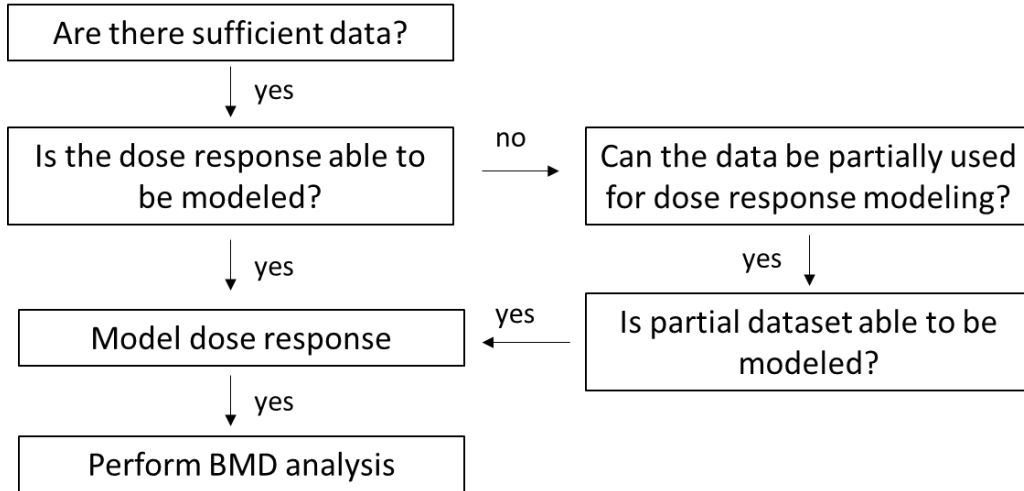 Are there sufficient data?
yes
Is the dose response able to
be modeled?
no
Can the data be partially used
for dose response modeling?
yes
yes
Model dose response
yes
Is partial dataset able to be
modeled?
yes
Perform BMD analysis